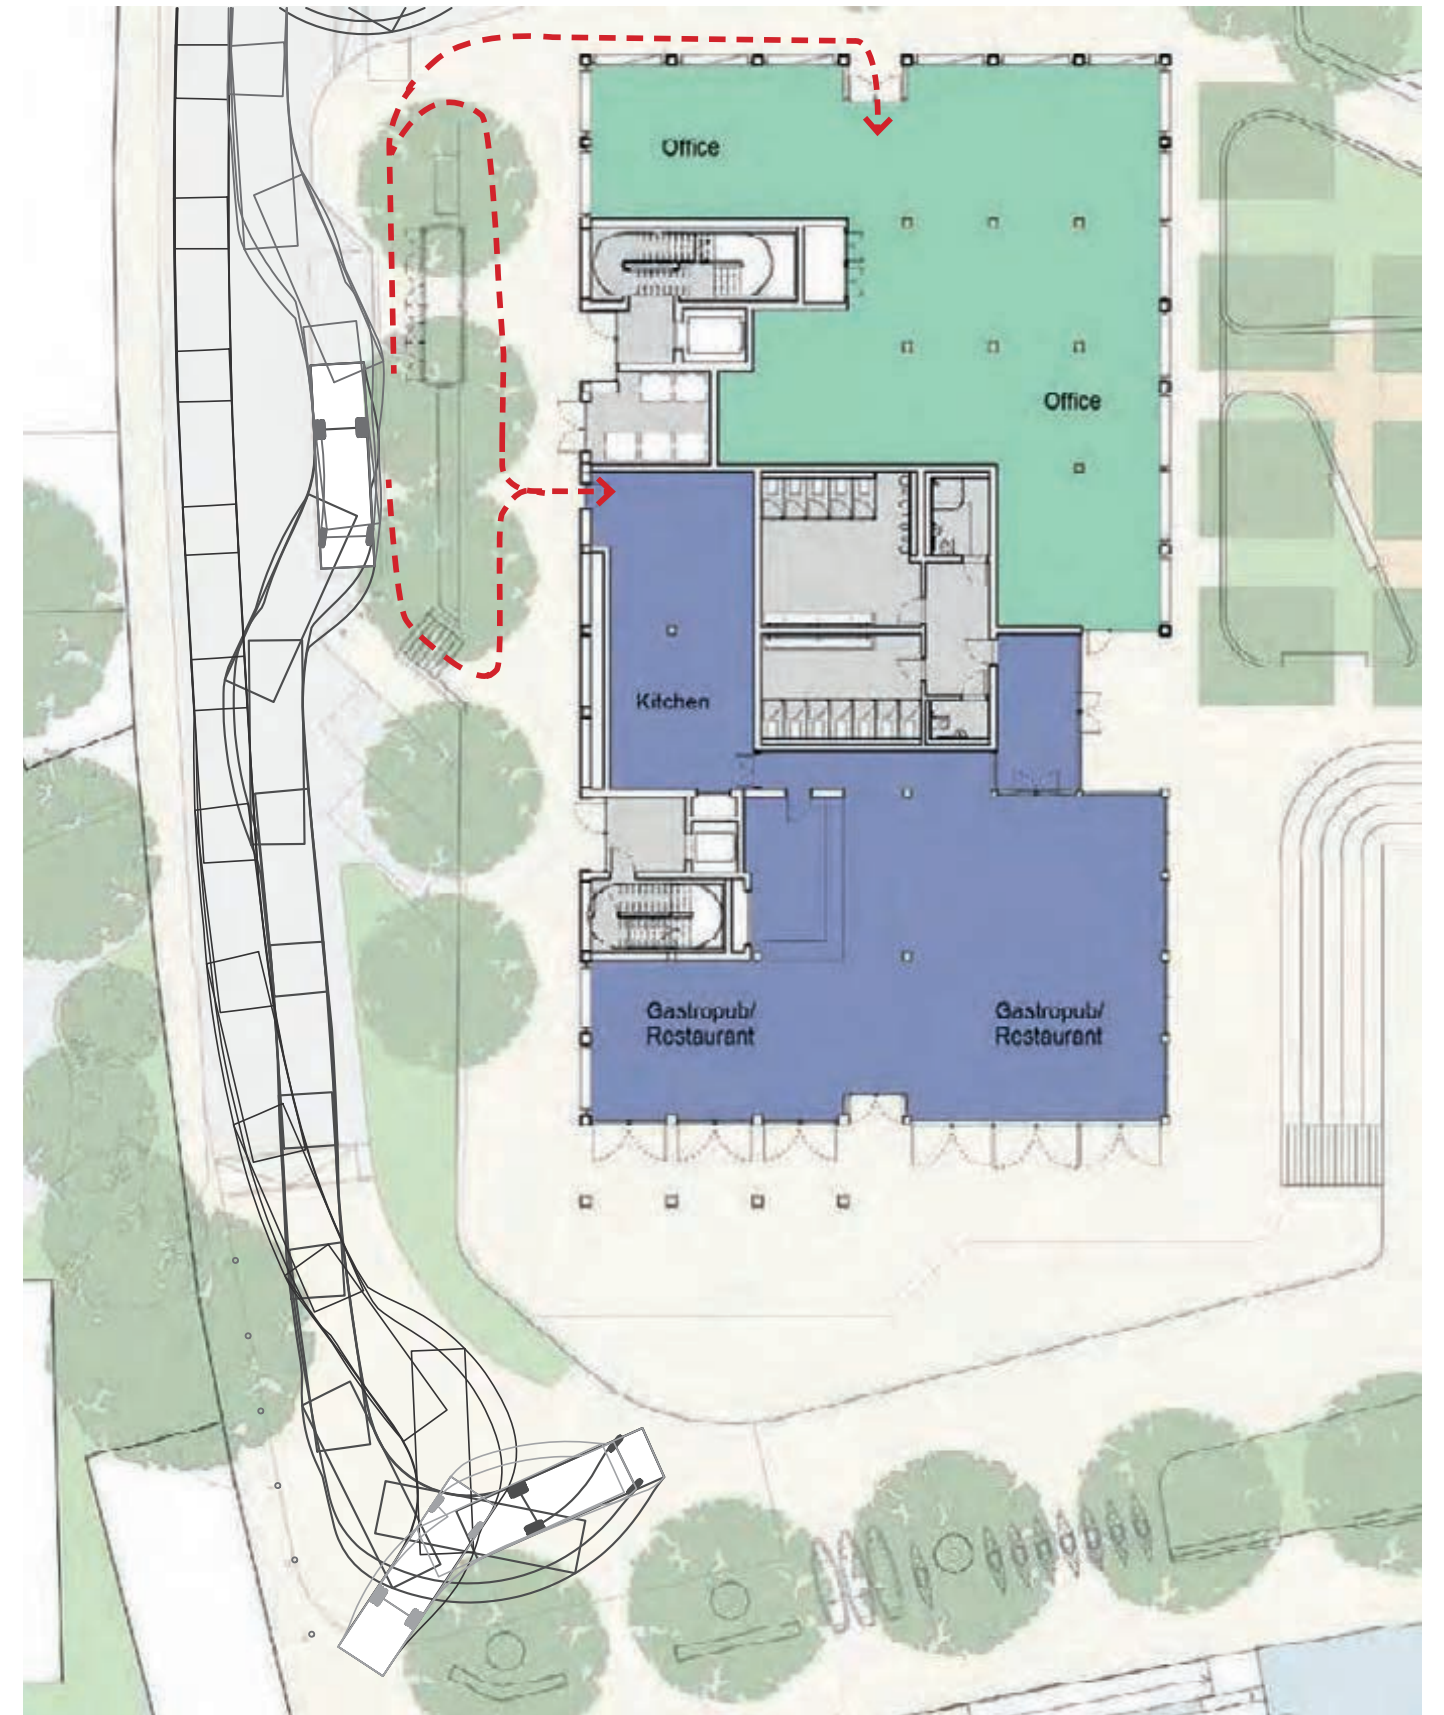 Office
Office
Kitchen
Gastropub/
Restaurant
Gastropub/
Restaurant